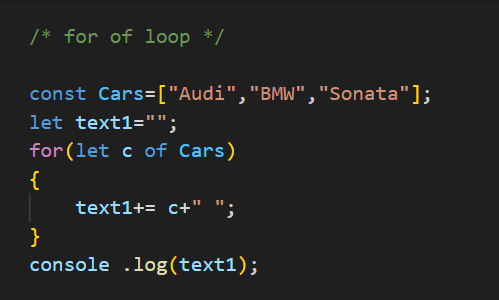 /* for of loop */
const Cars=["Audi","BMW","Sonata"];
let text1="";
for(let c of Cars)
{
    text1+= c+" ";
}
console .log(text1);